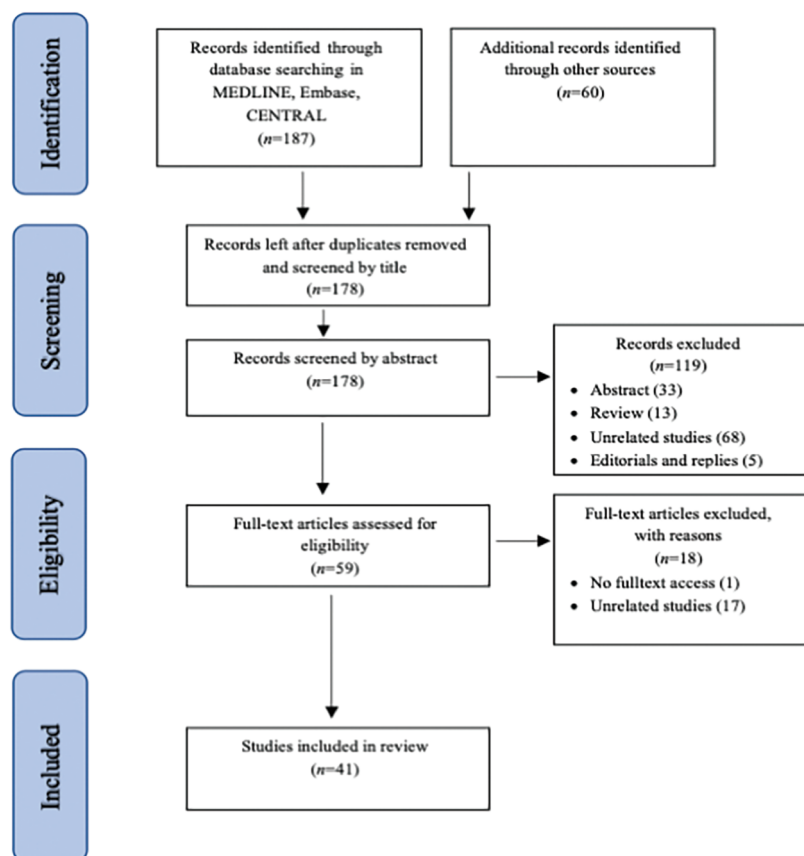 Identification
Records identified through
database searching in
MEDLINE, Embase,
CENTRAL
(n=187)
Additional records identified
through other sources
(n=60)
Screening
Records left after duplicates removed
and screened by title
(n=178)
Records screened by abstract
(n=178)
Records excluded
(n=119)
• Abstract (33)
• Review (13)
• Unrelated studies (68)
• Editorials and replies (5)
Eligibility
Full-text articles assessed for
eligibility
(n=59)
Full-text articles excluded,
with reasons
(n=18)
• No fulltext access (1)
• Unrelated studies (17)
Included
Studies included in review
(n=41)